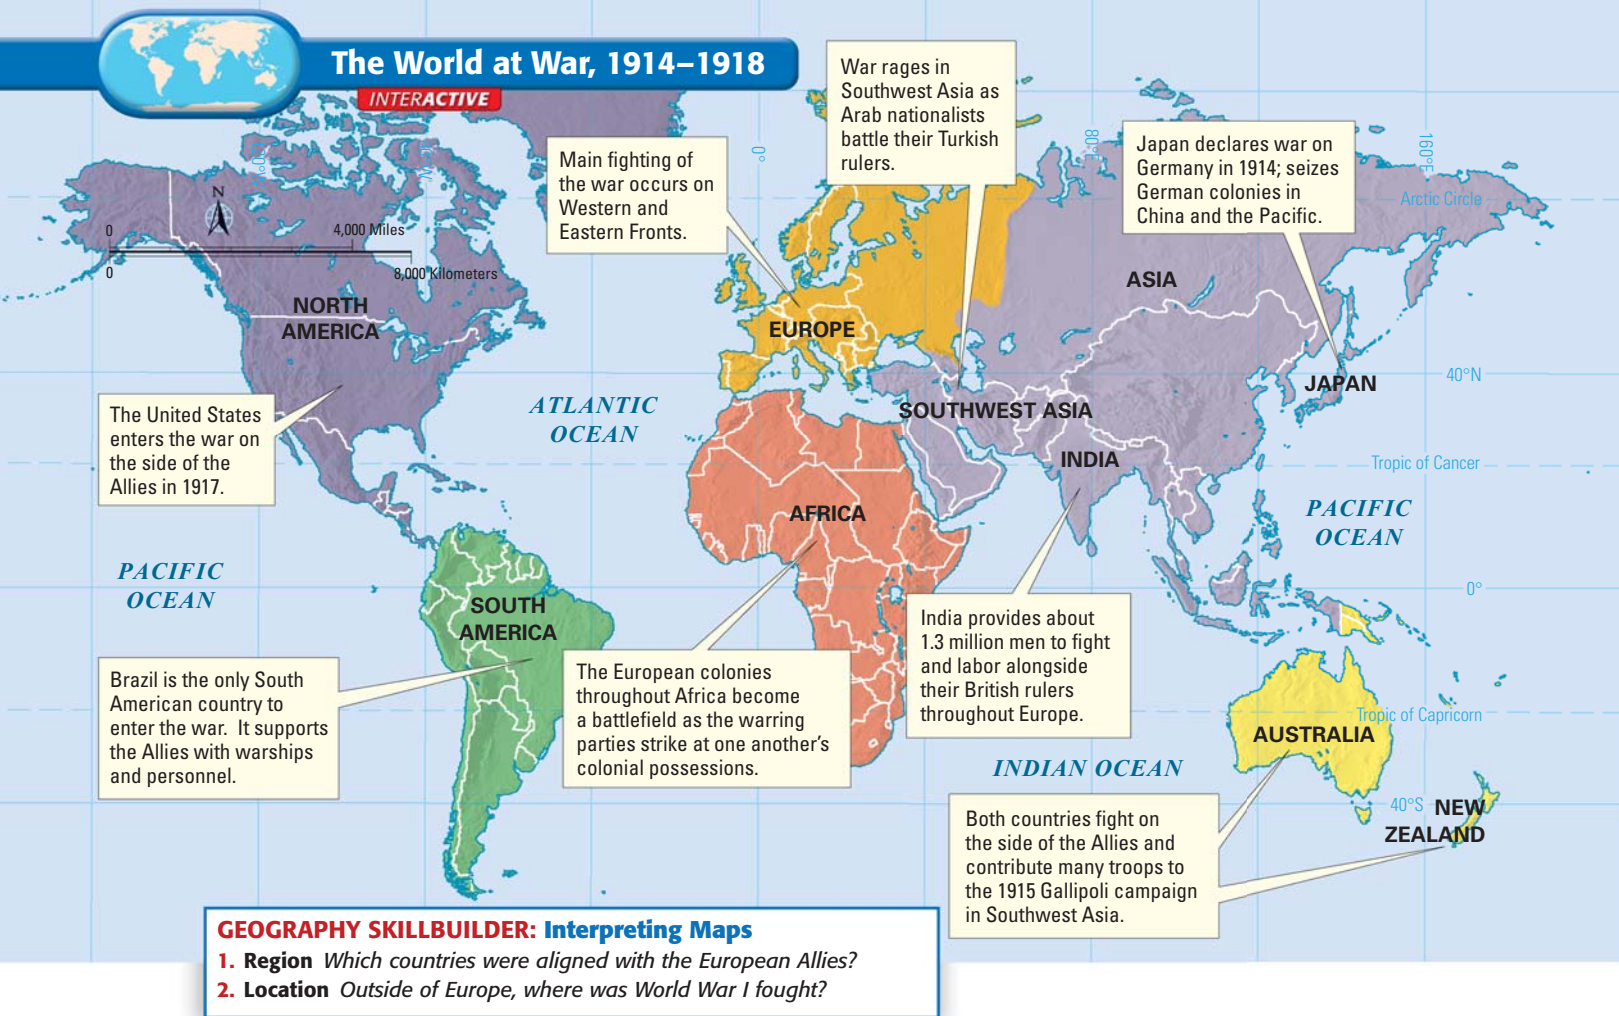 The World at War, 1914–1918
INTERACTIVE
War rages in
Southwest Asia as
Arab nationalists
battle their Turkish
rulers.
Main fighting of
the war occurs on
Western and
Eastern Fronts.
Japan declares war on
Germany in 1914; seizes
German colonies in
China and the Pacific.
0°
80°E
160°E
Arctic Circle
N
0
4,000 Miles
0
8,000 Kilometers
NORTH
AMERICA
EUROPE
ASIA
JAPAN
40°N
The United States
enters the war on
the side of the
Allies in 1917.
ATLANTIC
OCEAN
SOUTHWEST ASIA
INDIA
Tropic of Cancer
AFRICA
PACIFIC
OCEAN
PACIFIC
OCEAN
0°
SOUTH
AMERICA
India provides about
1.3 million men to fight
and labor alongside
their British rulers
throughout Europe.
Brazil is the only South
American country to
enter the war. It supports
the Allies with warships
and personnel.
The European colonies
throughout Africa become
a battlefield as the warring
parties strike at one another’s
colonial possessions.
Tropic of Capricorn
AUSTRALIA
INDIAN OCEAN
40°S
NEW
ZEALAND
Both countries fight on
the side of the Allies and
contribute many troops to
the 1915 Gallipoli campaign
in Southwest Asia.
GEOGRAPHY SKILLBUILDER: Interpreting Maps
1. Region Which countries were aligned with the European Allies?
2. Location Outside of Europe, where was World War I fought?